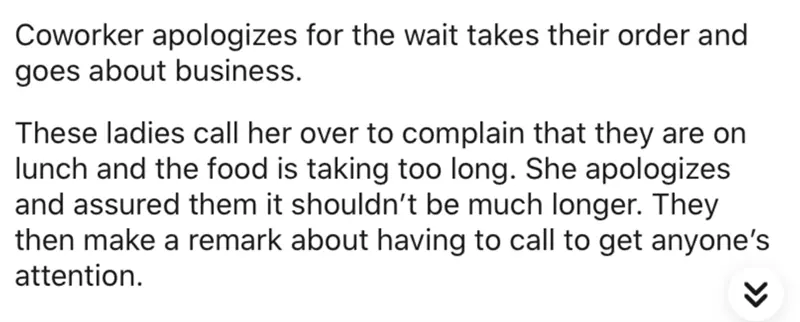 Coworker apologizes for the wait takes their order and
goes about business.
These ladies call her over to complain that they are on
lunch and the food is taking too long. She apologizes
and assured them it shouldn’t be much longer. They
then make a remark about having to call to get anyone’s
attention.